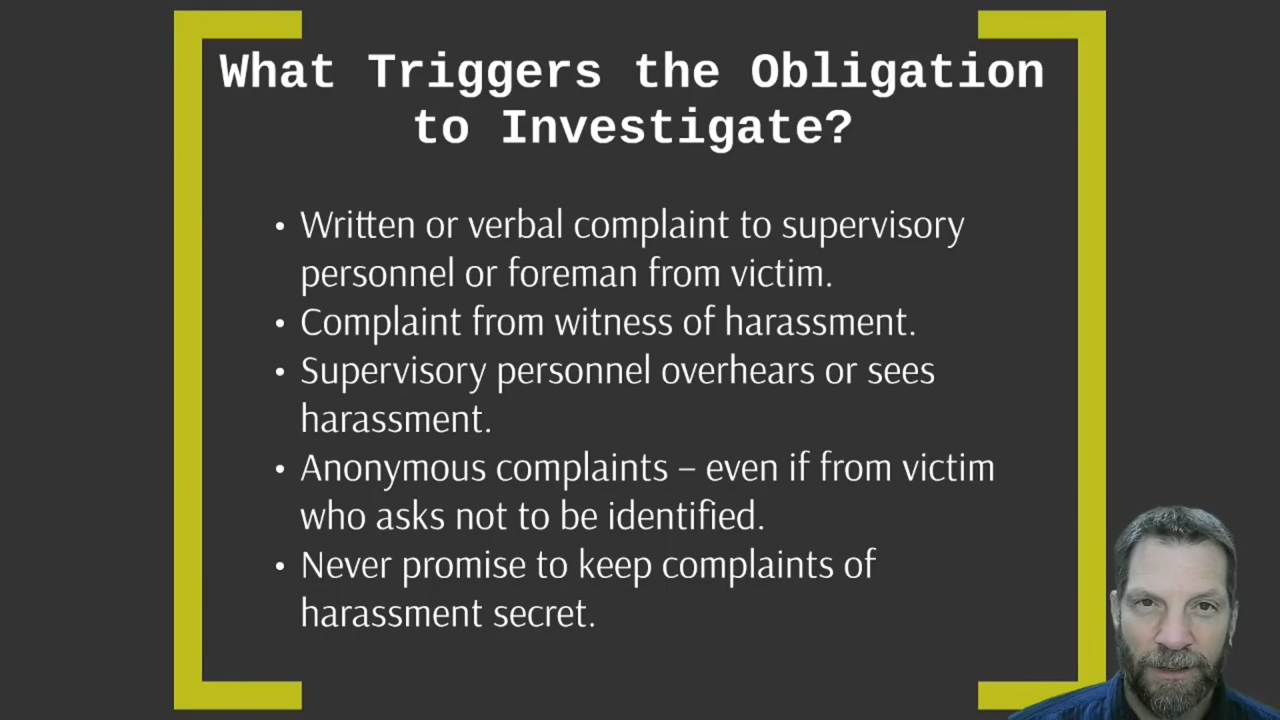 What Triggers the Obligation
to Investigate?
• Written or verbal complaint to supervisory
personnel or foreman from victim.
• Complaint from witness of harassment.
• Supervisory personnel overhears or sees
harassment.
• Anonymous complaints – even if from victim
who asks not to be identified.
• Never promise to keep complaints of
harassment secret.